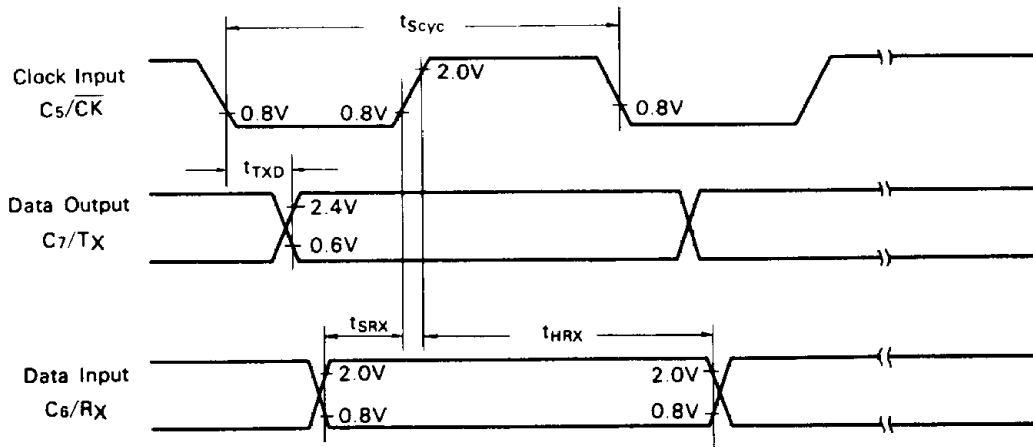 tScyc
Clock Input
C5/CK
2.0V
0.8V
0.8V
0.8V
tTXD
Data Output
C7/TX
2.4V
0.6V
tSRX
tHRX
Data Input
C6/RX
2.0V
2.0V
0.8V
0.8V